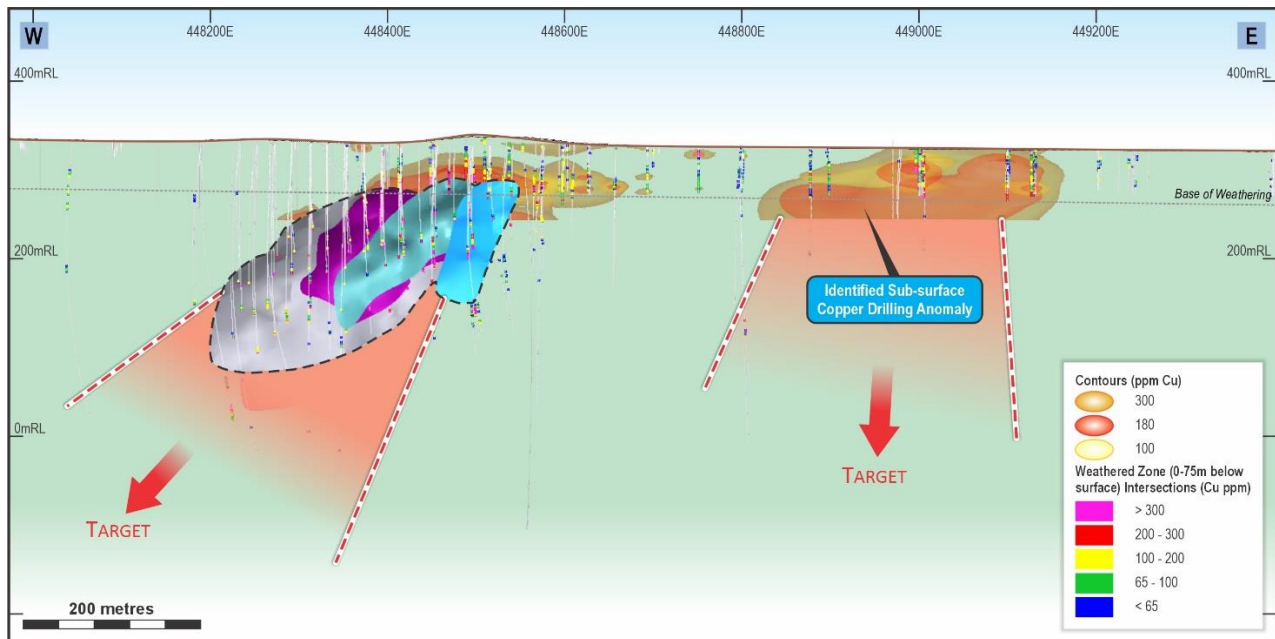 W
448200E
448400E
448600E
448800E
449000E
449200E
E
400mRL
400mRL
Base of Weathering
200mRL
200mRL
Identified Sub-surface
Copper Drilling Anomaly
0mRL
0mRL
TARGET
TARGET
200 metres
Contours (ppm Cu)
300
180
100
Weathered Zone (0-75m below
surface) Intersections (Cu ppm)
> 300
200 - 300
100 - 200
65 - 100
< 65